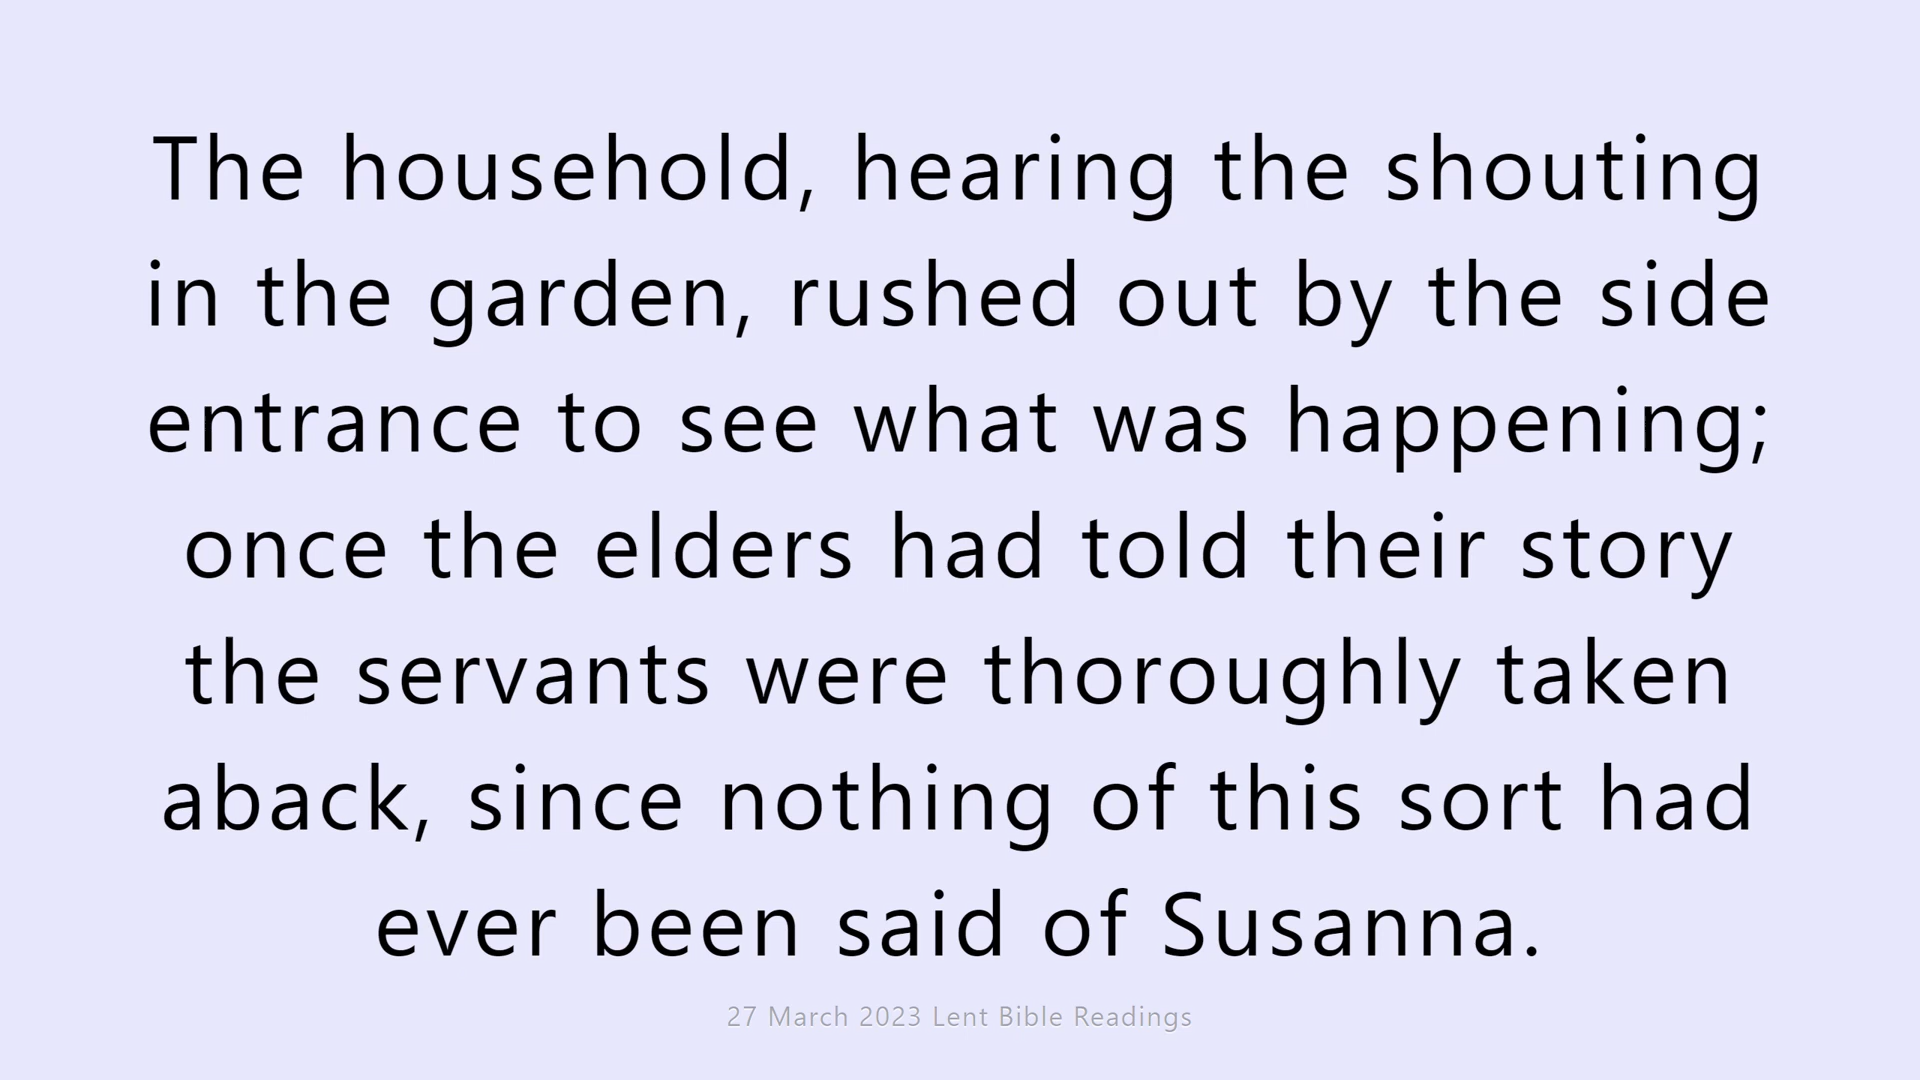 The household, hearing the shouting
in the garden, rushed out by the side
entrance to see what was happening;
once the elders had told their story
the servants were thoroughly taken
aback, since nothing of this sort had
ever been said of Susanna.
27 March 2023 Lent Bible Readings